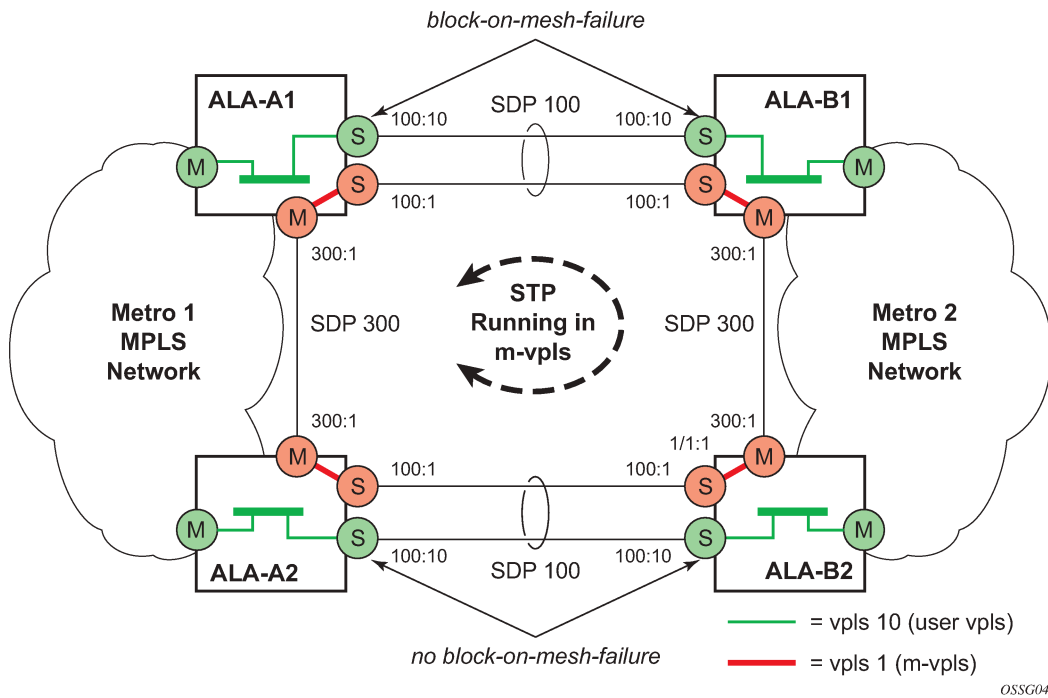 block-on-mesh-failure
ALA-A1
SDP 100
ALA-B1
100:10
100:10
S
S
M
M
S
S
100:1
100:1
M
M
300:1
300:1
Metro 1
MPLS
Network
SDP 300
STP
Running in
m-vpls
SDP 300
Metro 2
MPLS
Network
300:1
300:1
1/1:1
M
M
100:1
100:1
S
S
M
M
S
S
100:10
100:10
ALA-A2
SDP 100
ALA-B2
no block-on-mesh-failure
= vpls 10 (user vpls)
= vpls 1 (m-vpls)
OSSG04